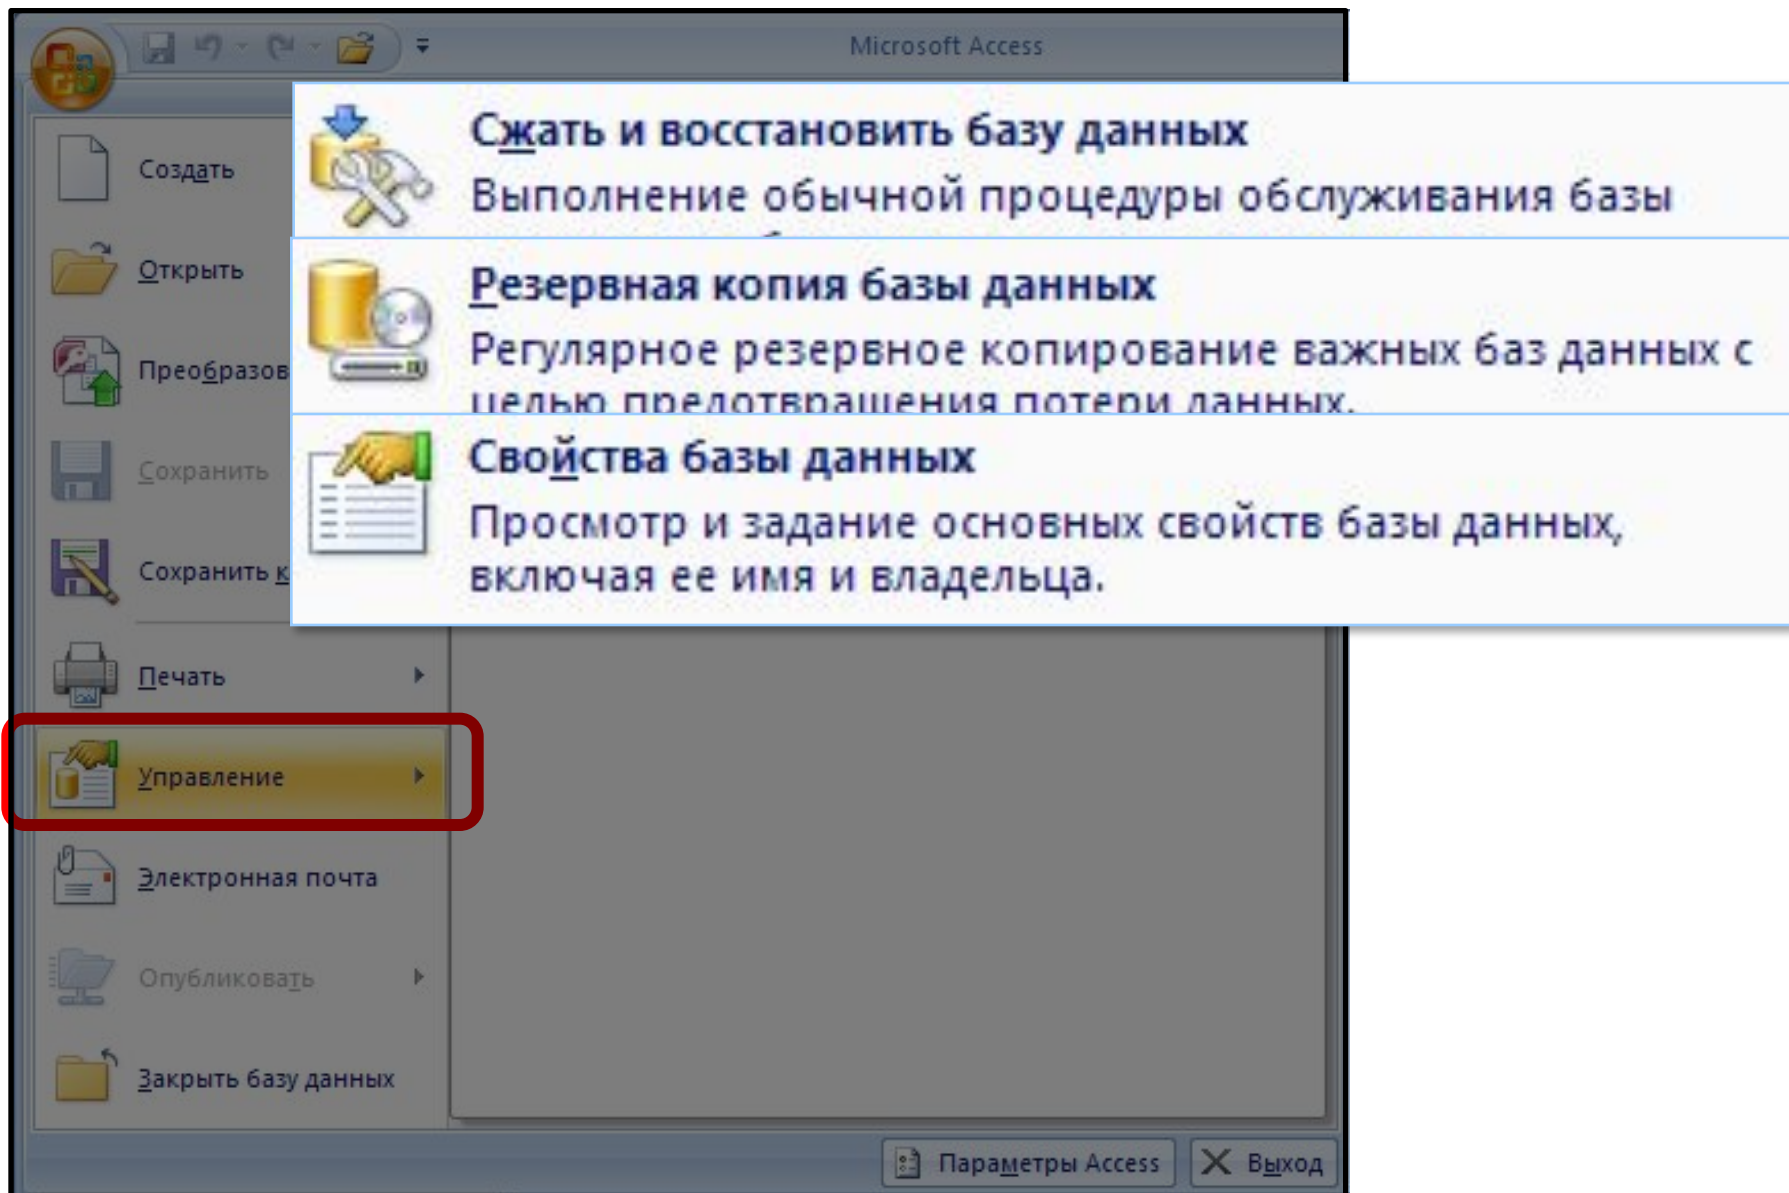 Microsoft Access
Сжать и восстановить базу данных
Выполнение обычной процедуры обслуживания базы
Резервная копия базы данных
Регулярное резервное копирование важных баз данных с
целью предотвращения потери данных.
Свойства базы данных
Просмотр и задание основных свойств базы данных,
включая ее имя и владельца.
Создать
Открыть
Преобразов
Сохранить
Сохранить к
Печать
Управление
Электронная почта
Опубликовать
Закрыть базу данных
Параметры Access
Выход